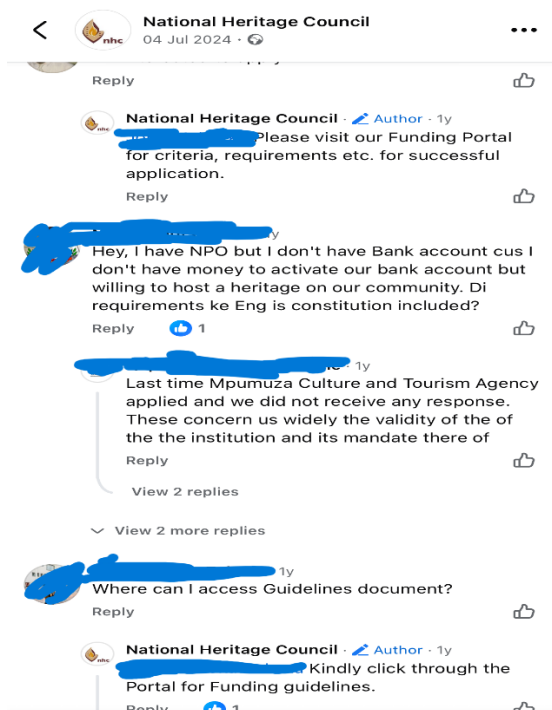 National Heritage Council
04 Jul 2024 ·
nhc
Reply
National Heritage Council · Author · 1y
Please visit our Funding Portal
for criteria, requirements etc. for successful
application.
Reply
Hey, I have NPO but I don't have Bank account cus I
don't have money to activate our bank account but
willing to host a heritage on our community. Di
requirements ke Eng is constitution included?
Reply 1
1y
Last time Mpumuza Culture and Tourism Agency
applied and we did not receive any response.
These concern us widely the validity of the of
the the institution and its mandate there of
Reply
View 2 replies
View 2 more replies
1y
Where can I access Guidelines document?
Reply
National Heritage Council · Author · 1y
Kindly click through the
Portal for Funding guidelines.
Reply 1